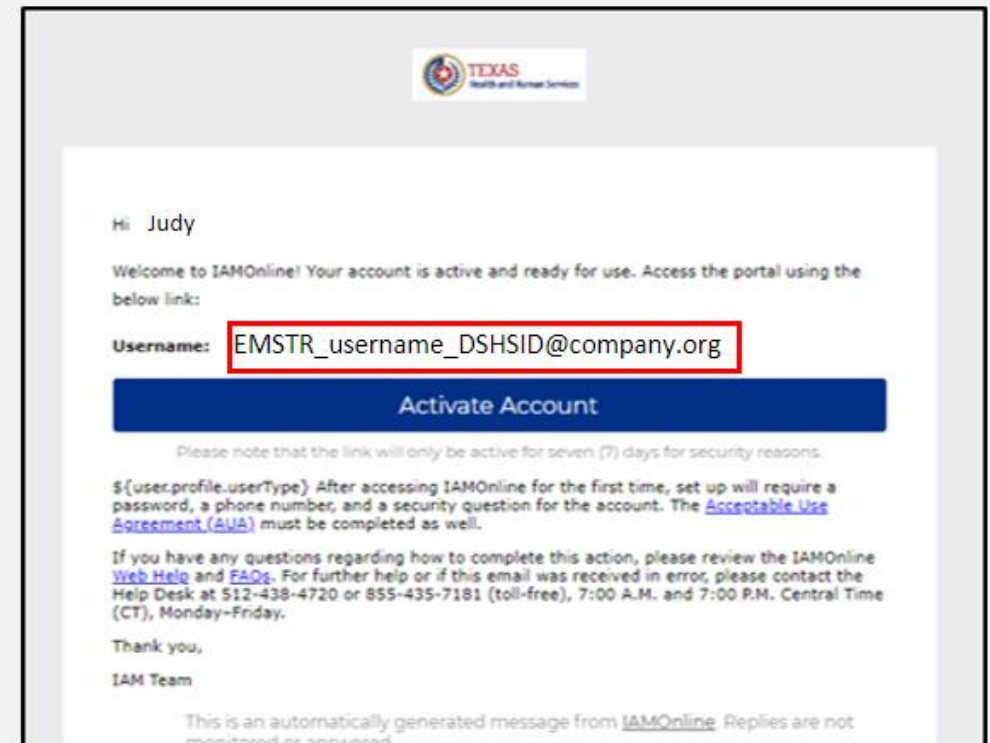 TEXAS
Health and Human Services
Hi Judy
Welcome to IAMOnline! Your account is active and ready for use. Access the portal using the
below link:
Username: EMSTR_username_DSHSID@company.org
Activate Account
Please note that the link will only be active for seven (7) days for security reasons.
${user.profile.userType} After accessing IAMOnline for the first time, set up will require a
password, a phone number, and a security question for the account. The Acceptable Use
Agreement (AUA) must be completed as well.
If you have any questions regarding how to complete this action, please review the IAMOnline
Web Help and FAQs. For further help or if this email was received in error, please contact the
Help Desk at 512-438-4720 or 855-435-7181 (toll-free), 7:00 A.M. and 7:00 P.M. Central Time
(CT), Monday–Friday.
Thank you,
IAM Team
This is an automatically generated message from IAMOnline. Replies are not
monitored or answered